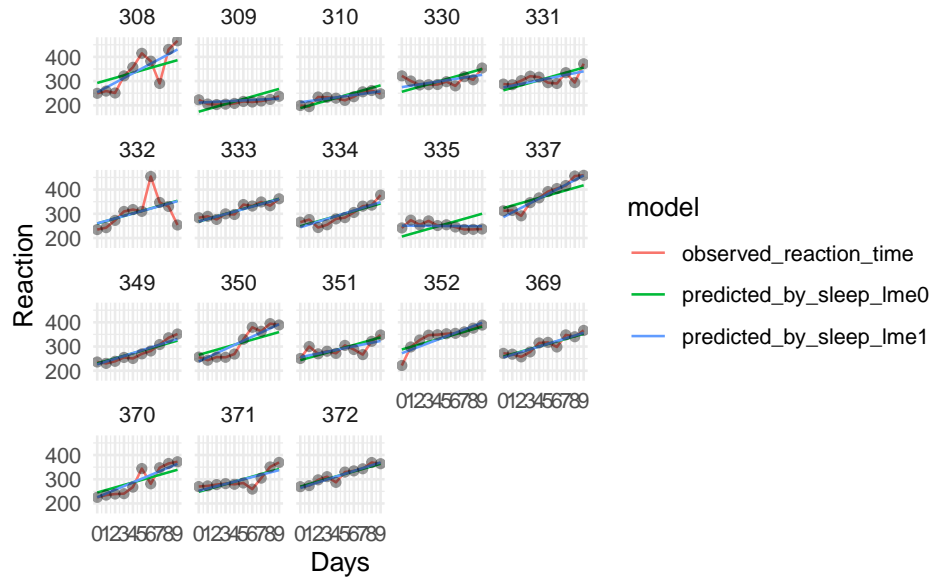 308 309 310 330 331
400
300
200
332 333 334 335 337
400
300
200
349 350 351 352 369
400
300
200
0123456789 0123456789
370 371 372
400
300
200
0123456789 0123456789 0123456789
Days
Reaction
model
observed_reaction_time
predicted_by_sleep_lme0
predicted_by_sleep_lme1